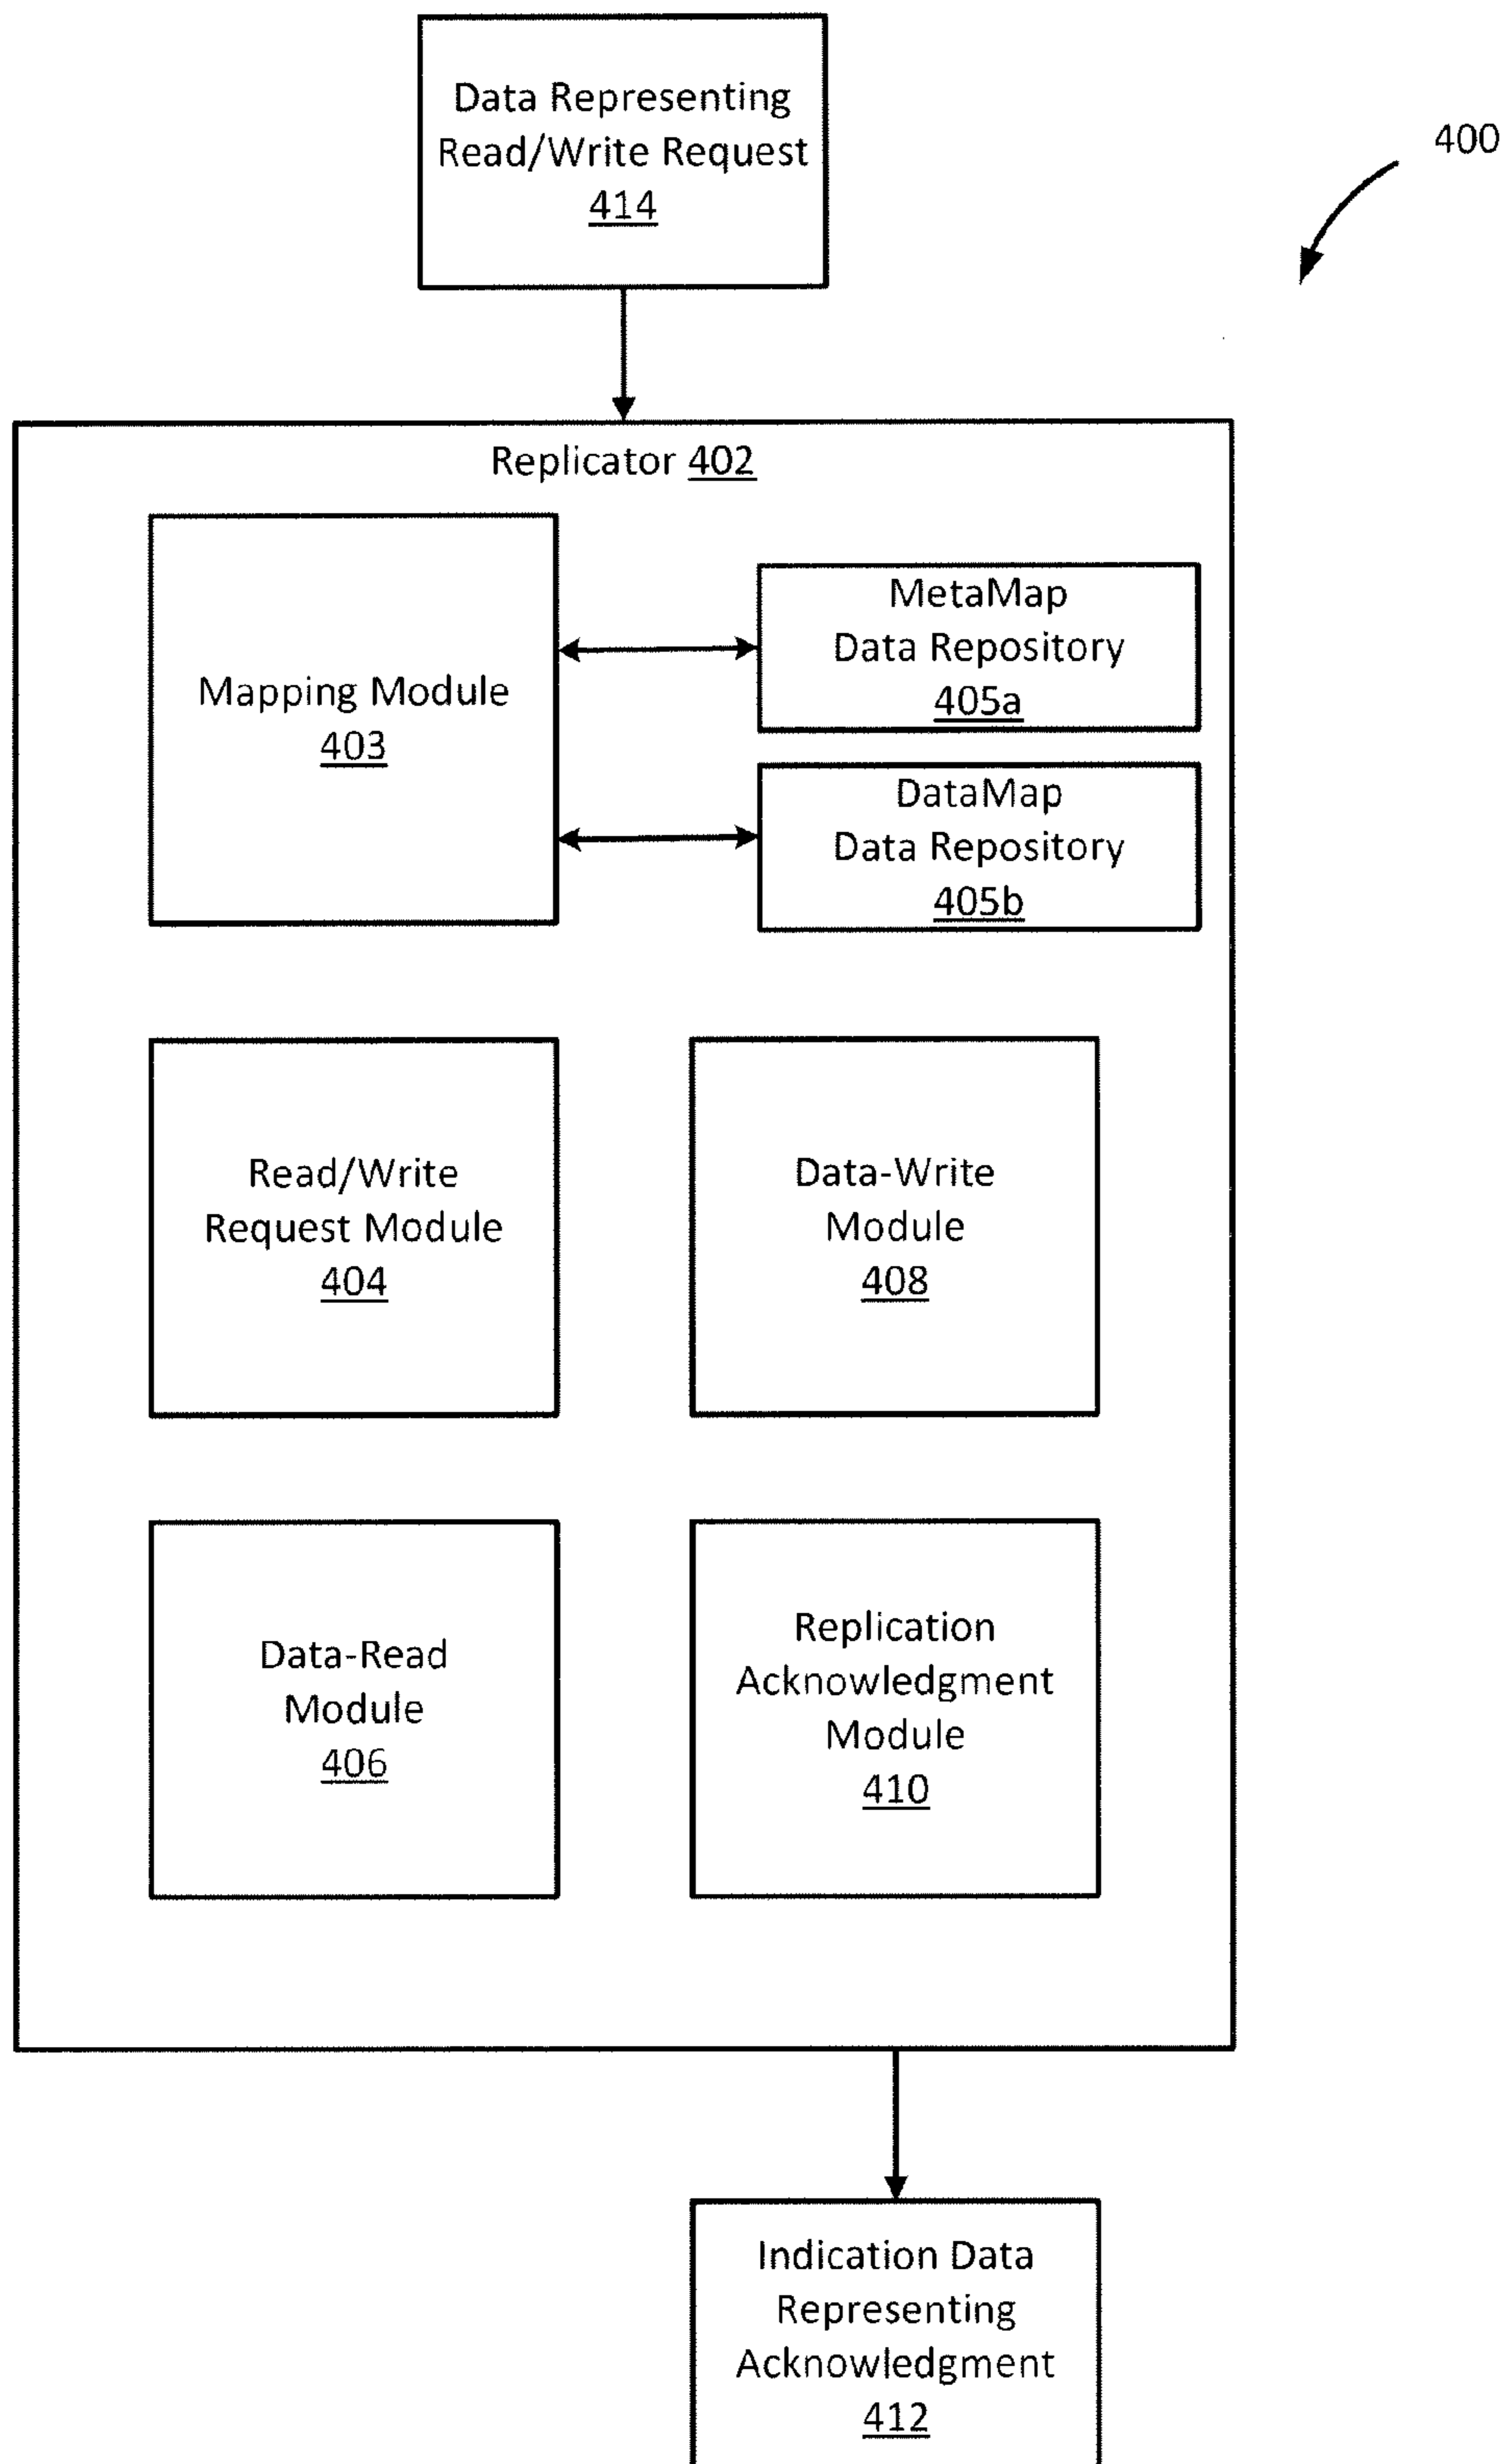 Data Representing
Read/Write Request
414
400
Replicator 402
Mapping Module
403
MetaMap
Data Repository
405a
DataMap
Data Repository
405b
Read/Write
Request Module
404
Data-Write
Module
408
Data-Read
Module
406
Replication
Acknowledgment
Module
410
Indication Data
Representing
Acknowledgment
412